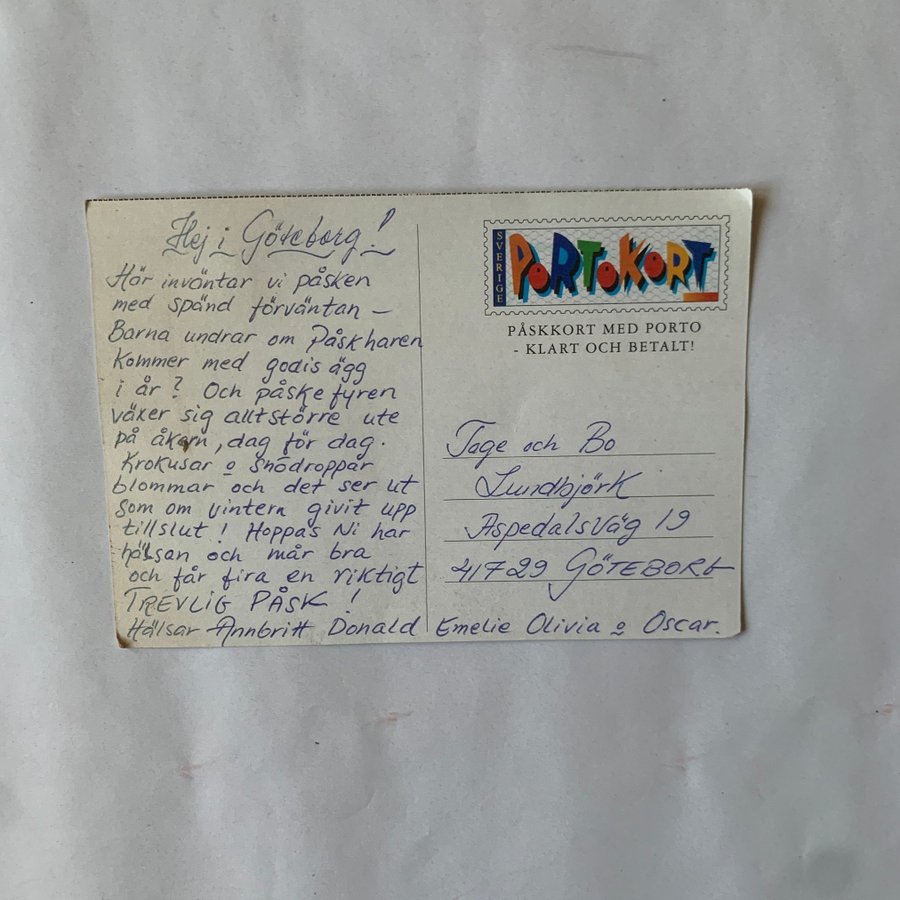 Hej i Göteborg!
Här inväntar vi påsken
med spänd förväntan –
Barna undrar om Påskharen
kommer med godis ägg
i år? Och påskefyren
växer sig alltstörre ute
på åkern, dag för dag.
Krokusar o snödroppar
blommar och det ser ut
som om vintern givit upp
tillslut! Hoppas Ni har
hälsan och mår bra
och får fira en riktigt
TREVLIG PÅSK!
Hälsar Annbritt Donald Emelie Olivia o Oscar.
SVERIGE
PORTOKORT
PÅSKKORT MED PORTO
- KLART OCH BETALT!
Tage och Bo
Lundbjörk
Aspedalsväg 19
41729 GÖTEBORG